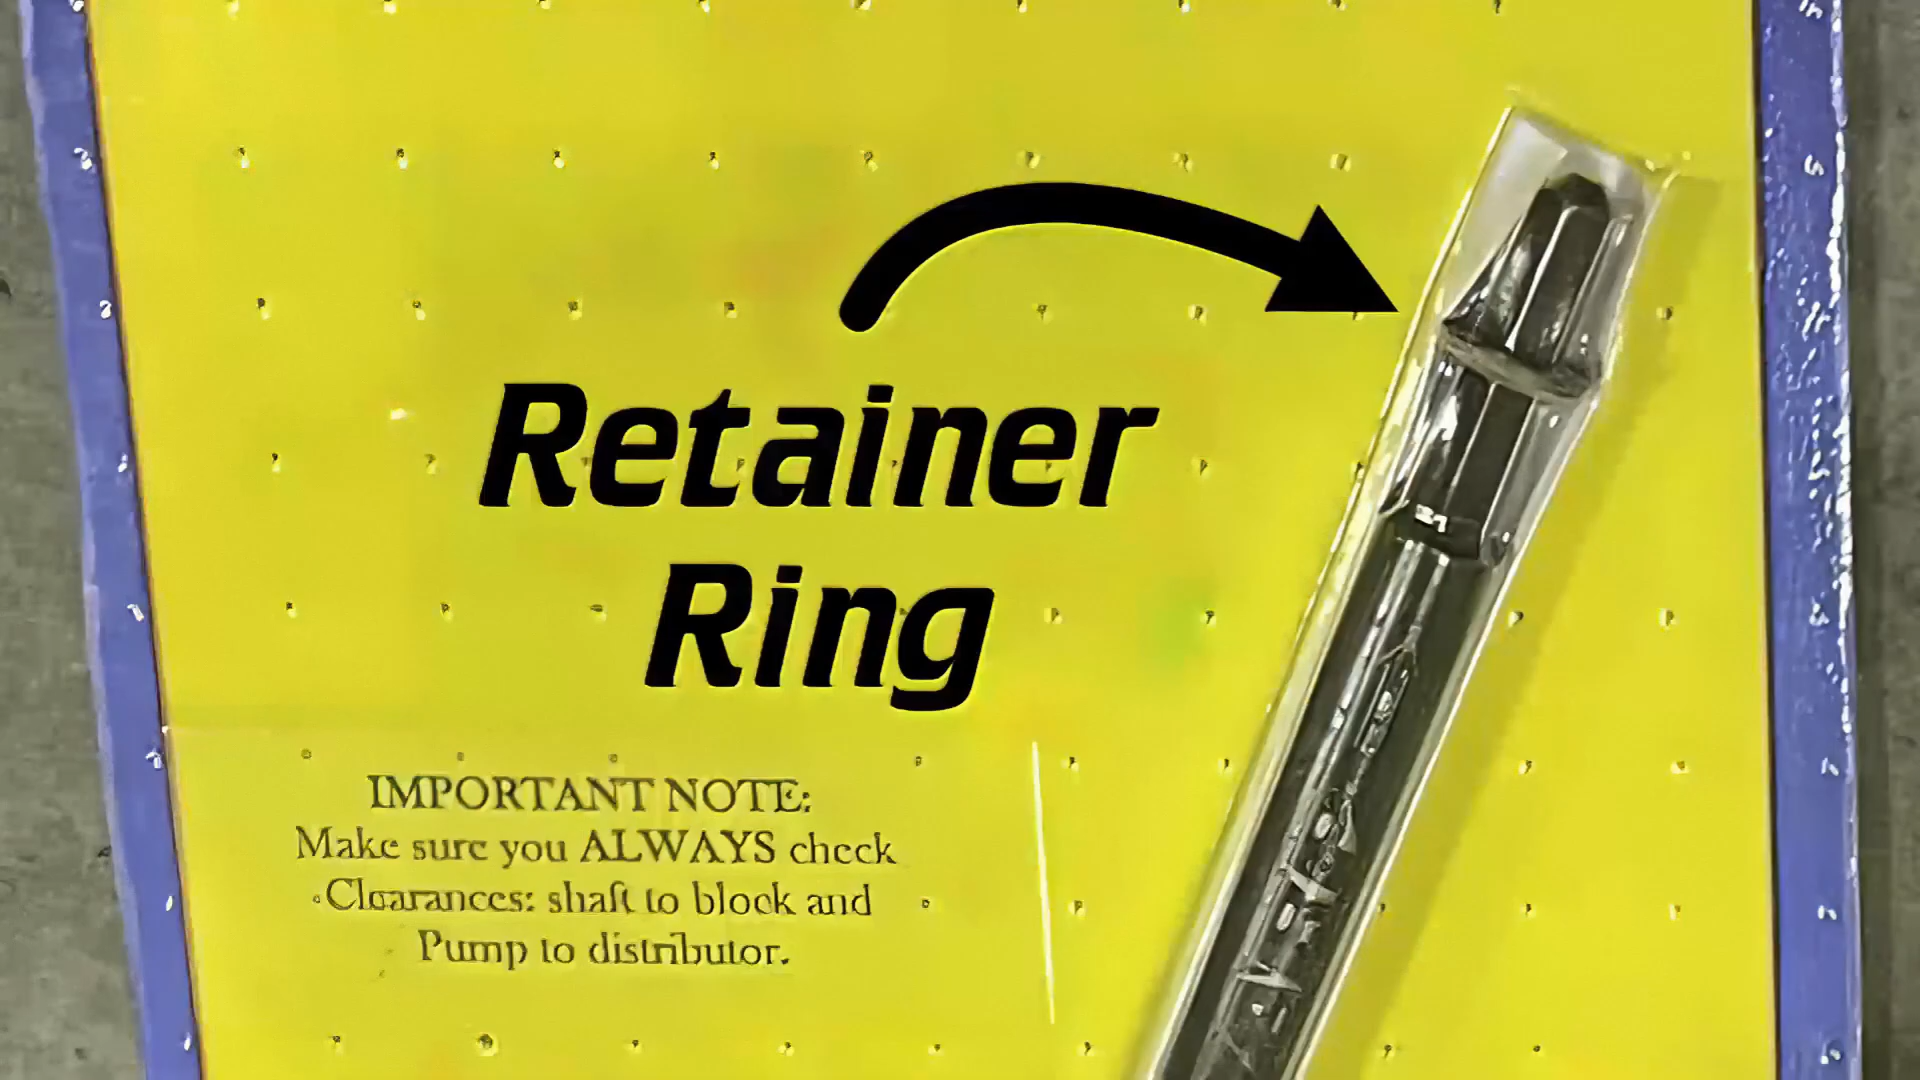 Retainer
Ring
IMPORTANT NOTE:
Make sure you ALWAYS check
Clearances: shaft to block and
Pump to distributor.